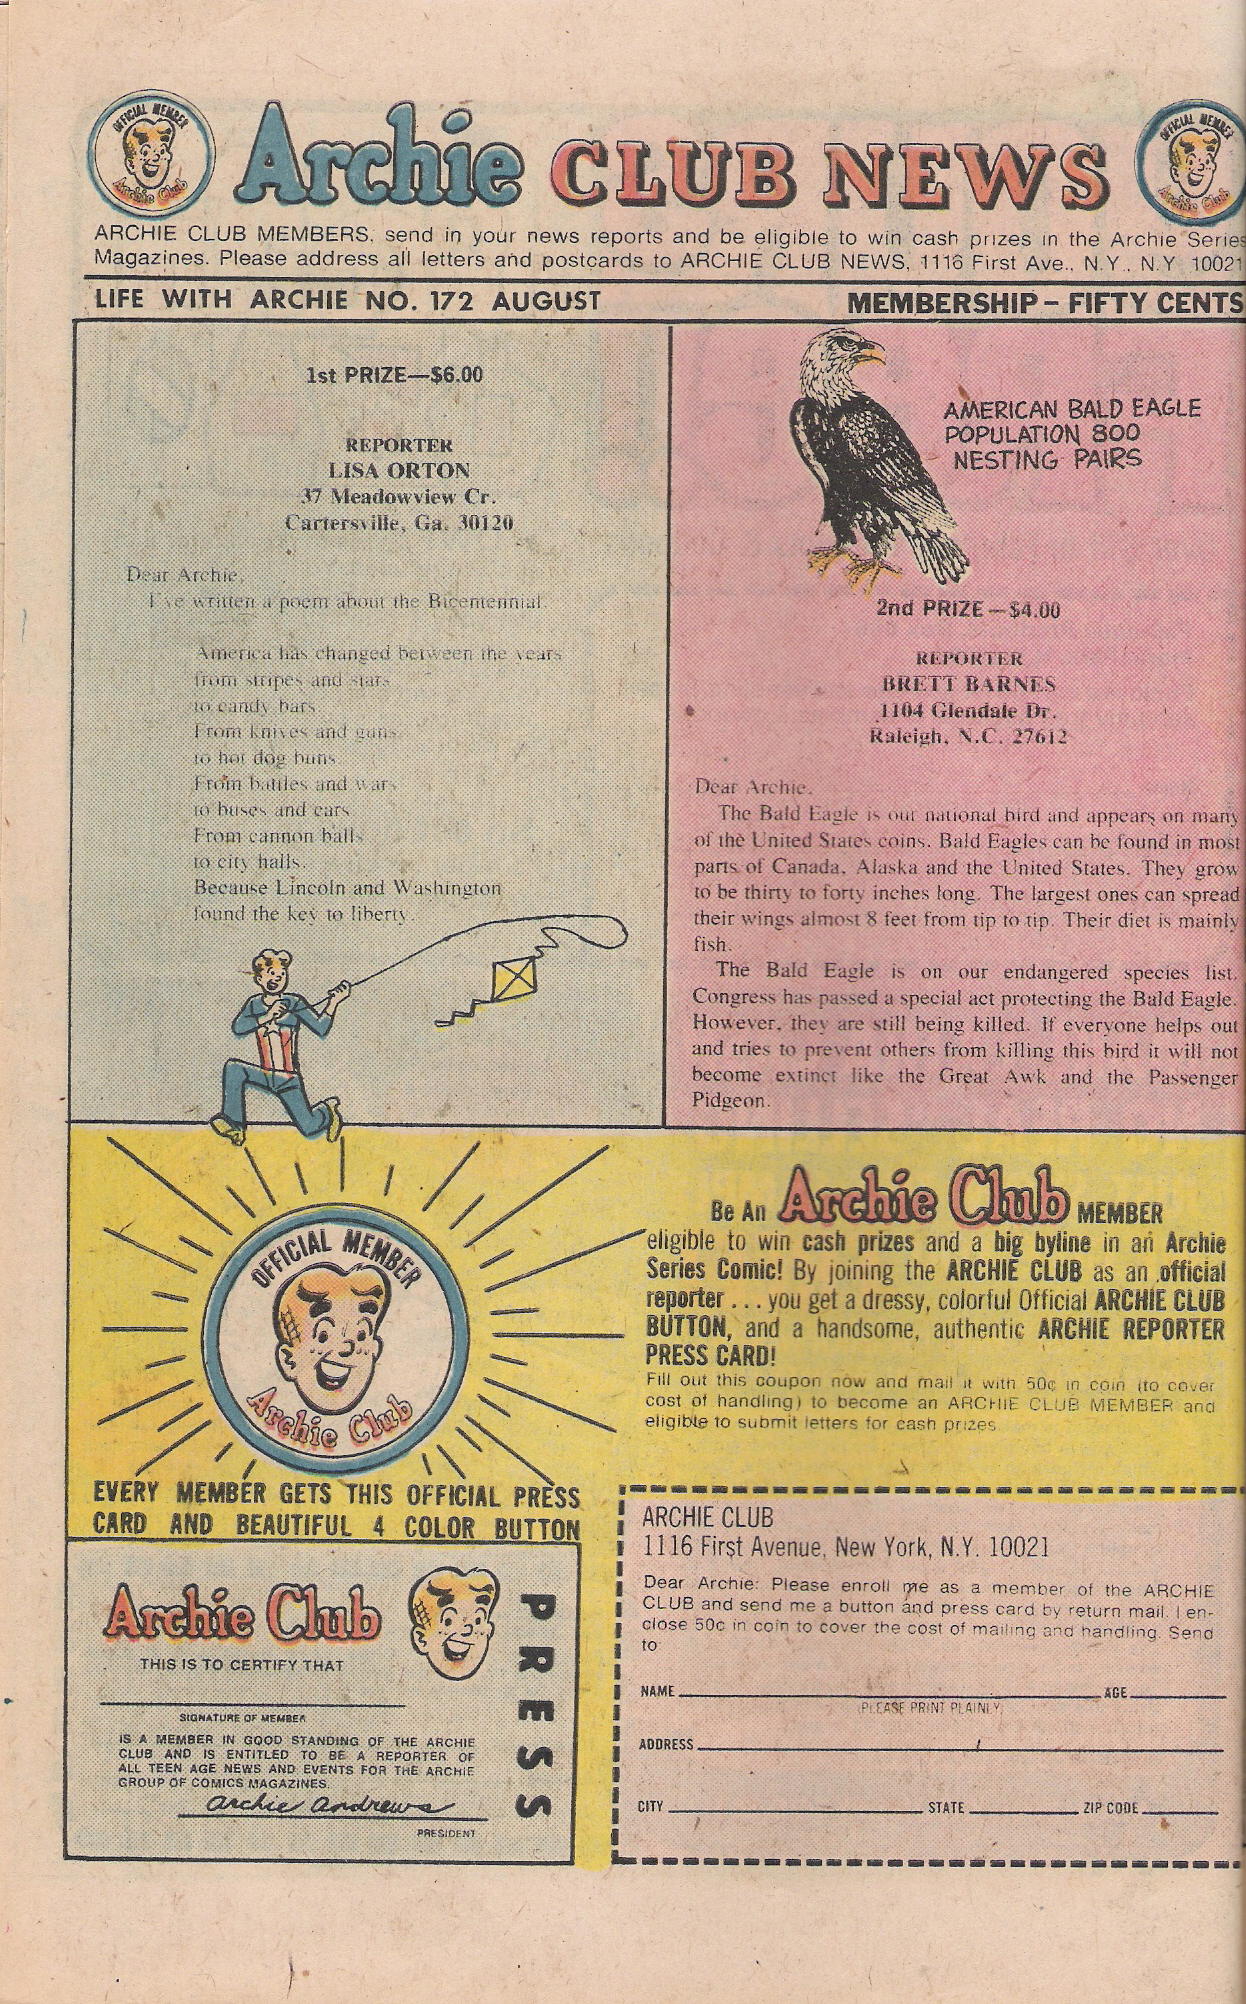 OFFICIAL MEMBER
Archie Club
Archie CLUB NEWS
OFFICIAL MEMBER
Archie Club
ARCHIE CLUB MEMBERS, send in your news reports and be eligible to win cash prizes in the Archie Series
Magazines. Please address all letters and postcards to ARCHIE CLUB NEWS, 1116 First Ave., N.Y., N.Y 10021
LIFE WITH ARCHIE NO. 172 AUGUST
MEMBERSHIP – FIFTY CENTS
1st PRIZE—$6.00
REPORTER
LISA ORTON
37 Meadowview Cr.
Cartersville, Ga. 30120
Dear Archie,
I've written a poem about the Bicentennial.
America has changed between the years
from stripes and stars
to candy bars.
From knives and guns
to hot dog buns.
From battles and wars
to buses and cars
From cannon balls
to city halls.
Because Lincoln and Washington
found the key to liberty.
AMERICAN BALD EAGLE
POPULATION 800
NESTING PAIRS
2nd PRIZE—$4.00
REPORTER
BRETT BARNES
1104 Glendale Dr.
Raleigh, N.C. 27612
Dear Archie,
The Bald Eagle is our national bird and appears on many
of the United States coins. Bald Eagles can be found in most
parts of Canada, Alaska and the United States. They grow
to be thirty to forty inches long. The largest ones can spread
their wings almost 8 feet from tip to tip. Their diet is mainly
fish.
The Bald Eagle is on our endangered species list.
Congress has passed a special act protecting the Bald Eagle.
However, they are still being killed. If everyone helps out
and tries to prevent others from killing this bird it will not
become extinct like the Great Awk and the Passenger
Pidgeon.
OFFICIAL MEMBER
Archie Club
EVERY MEMBER GETS THIS OFFICIAL PRESS
CARD AND BEAUTIFUL 4 COLOR BUTTON
Be An Archie Club MEMBER
eligible to win cash prizes and a big byline in an Archie
Series Comic! By joining the ARCHIE CLUB as an official
reporter . . . you get a dressy, colorful Official ARCHIE CLUB
BUTTON, and a handsome, authentic ARCHIE REPORTER
PRESS CARD!
Fill out this coupon now and mail it with 50¢ in coin (to cover
cost of handling) to become an ARCHIE CLUB MEMBER and
eligible to submit letters for cash prizes
Archie Club
PRESS
THIS IS TO CERTIFY THAT
SIGNATURE OF MEMBER
IS A MEMBER IN GOOD STANDING OF THE ARCHIE
CLUB AND IS ENTITLED TO BE A REPORTER OF
ALL TEEN AGE NEWS AND EVENTS FOR THE ARCHIE
GROUP OF COMICS MAGAZINES.
Archie Andrews
PRESIDENT
ARCHIE CLUB
1116 First Avenue, New York, N.Y. 10021
Dear Archie: Please enroll me as a member of the ARCHIE
CLUB and send me a button and press card by return mail. I en-
close 50c in coin to cover the cost of mailing and handling. Send
to
NAME AGE
(PLEASE PRINT PLAINLY)
ADDRESS
CITY STATE ZIP CODE